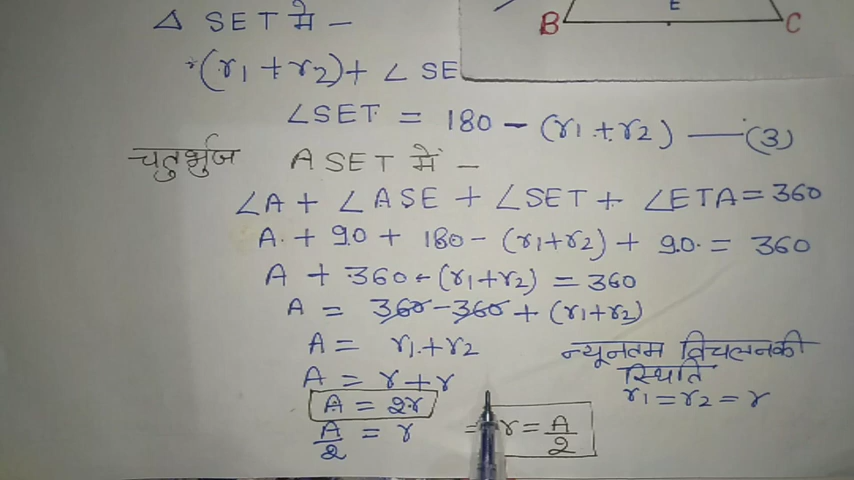 Δ SET में —
E
B C
(r1 + r2) + ∠ SE
∠SET = 180 − (r1 + r2) —— (3)
चतुर्भुज ASET में —
∠A + ∠ASE + ∠SET + ∠ETA = 360
A + 90 + 180 − (r1 + r2) + 90 = 360
A + 360 − (r1 + r2) = 360
A = 360 − 360 + (r1 + r2)
A = r1 + r2
न्यूनतम विचलन की
स्थिति
A = r + r
r1 = r2 = r
A = 2r
A/2 = r
r = A/2